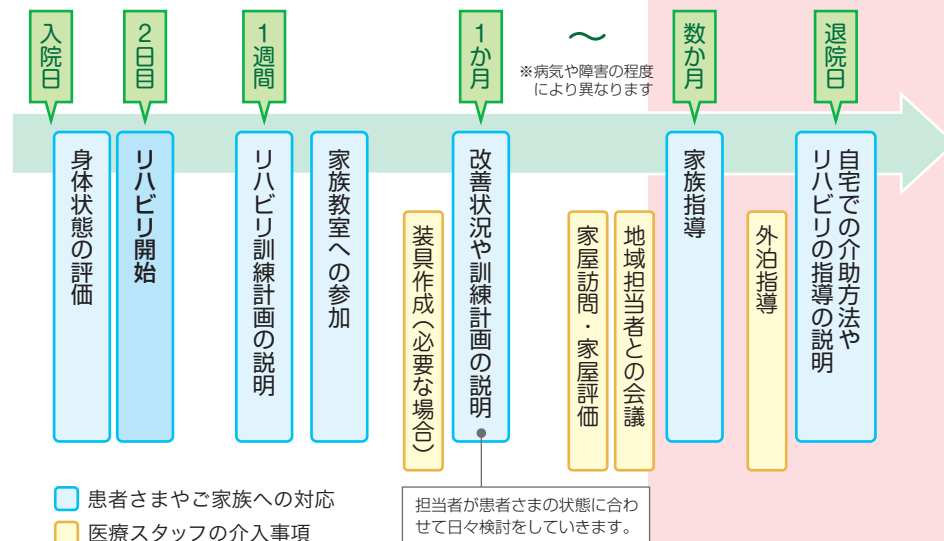 入院日
2日目
1週間
1か月
〜
※病気や障害の程度
により異なります
数か月
退院日
身体状態の評価
リハビリ開始
リハビリ訓練計画の説明
家族教室への参加
装具作成（必要な場合）
改善状況や訓練計画の説明
家屋訪問・家屋評価
地域担当者との会議
家族指導
外泊指導
自宅での介助方法や
リハビリの指導の説明
患者さまやご家族への対応
医療スタッフの介入事項
担当者が患者さまの状態に合わ
せて日々検討をしていきます。